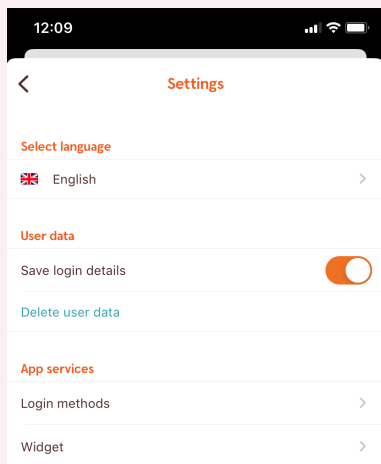 12:09
Settings
Select language
English
User data
Save login details
Delete user data
App services
Login methods
Widget